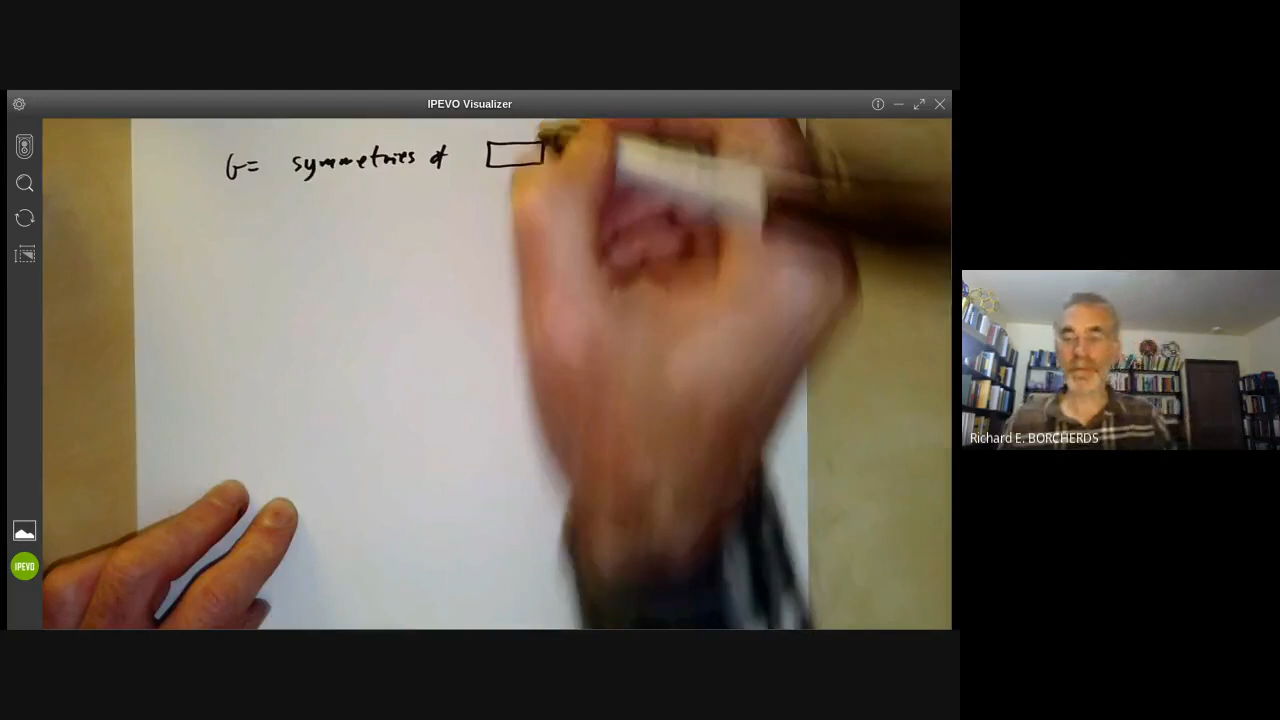 IPEVO Visualizer
G= symmetries of
IPEVO
Richard E. BORCHERDS